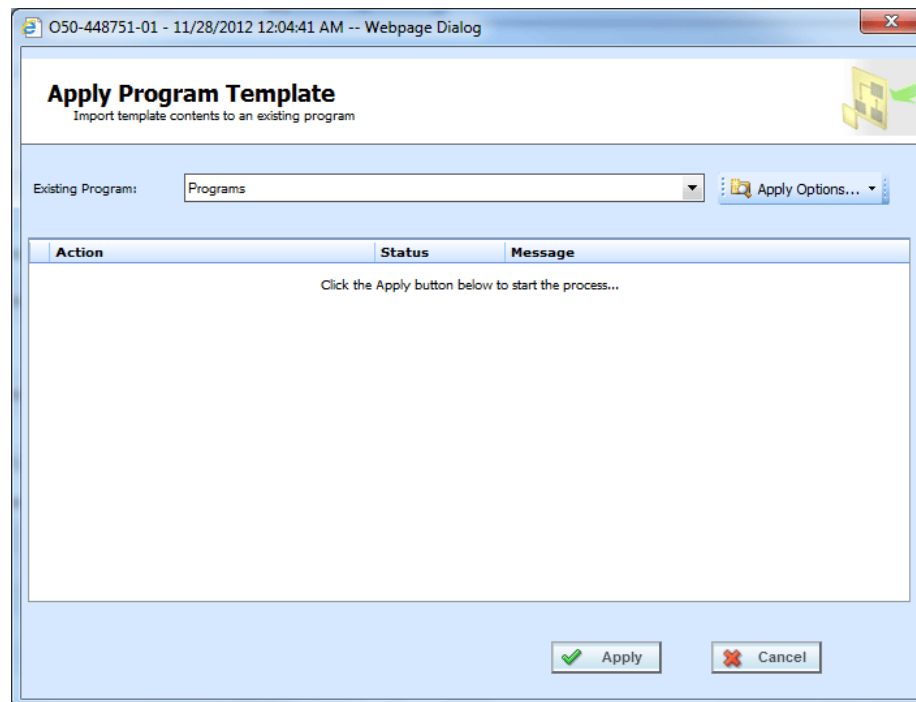 O50-448751-01 - 11/28/2012 12:04:41 AM -- Webpage Dialog
Apply Program Template
Import template contents to an existing program
Existing Program: Programs Apply Options...
Action Status Message
Click the Apply button below to start the process...
Apply Cancel